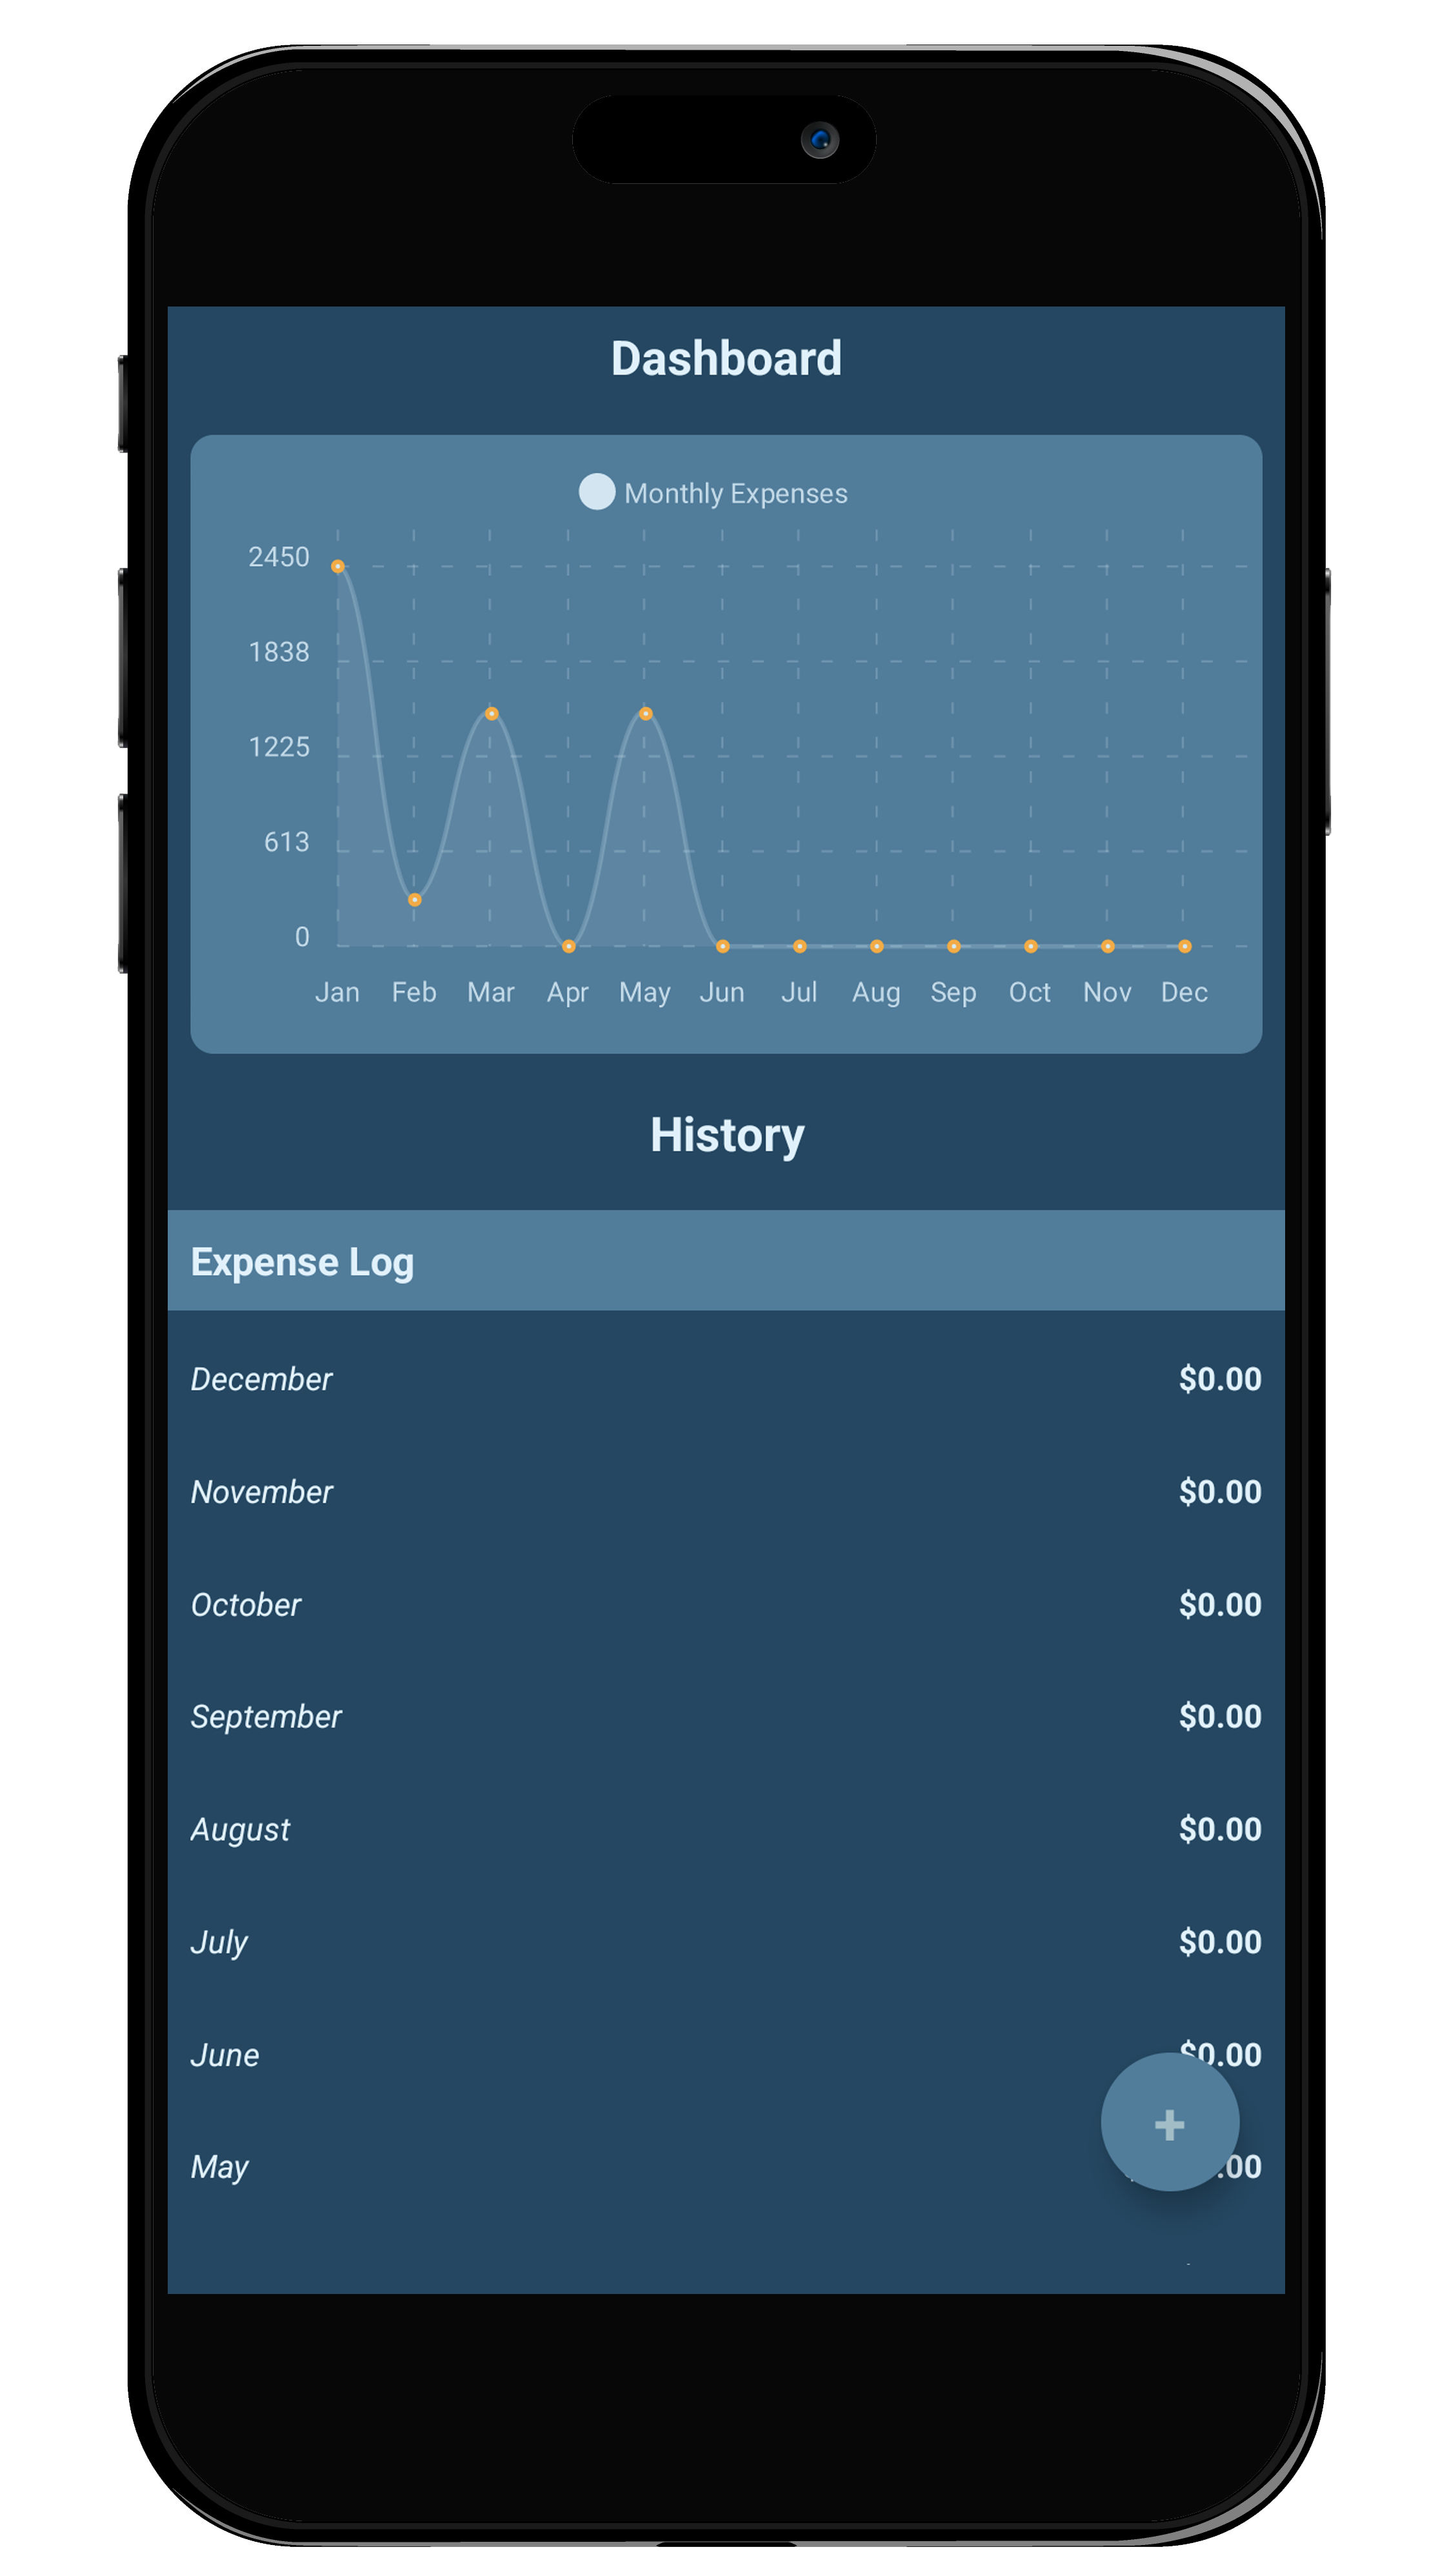 Dashboard
Monthly Expenses
2450
1838
1225
613
0
Jan Feb Mar Apr May Jun Jul Aug Sep Oct Nov Dec
History
Expense Log
December $0.00
November $0.00
October $0.00
September $0.00
August $0.00
July $0.00
June $0.00
+
May .00